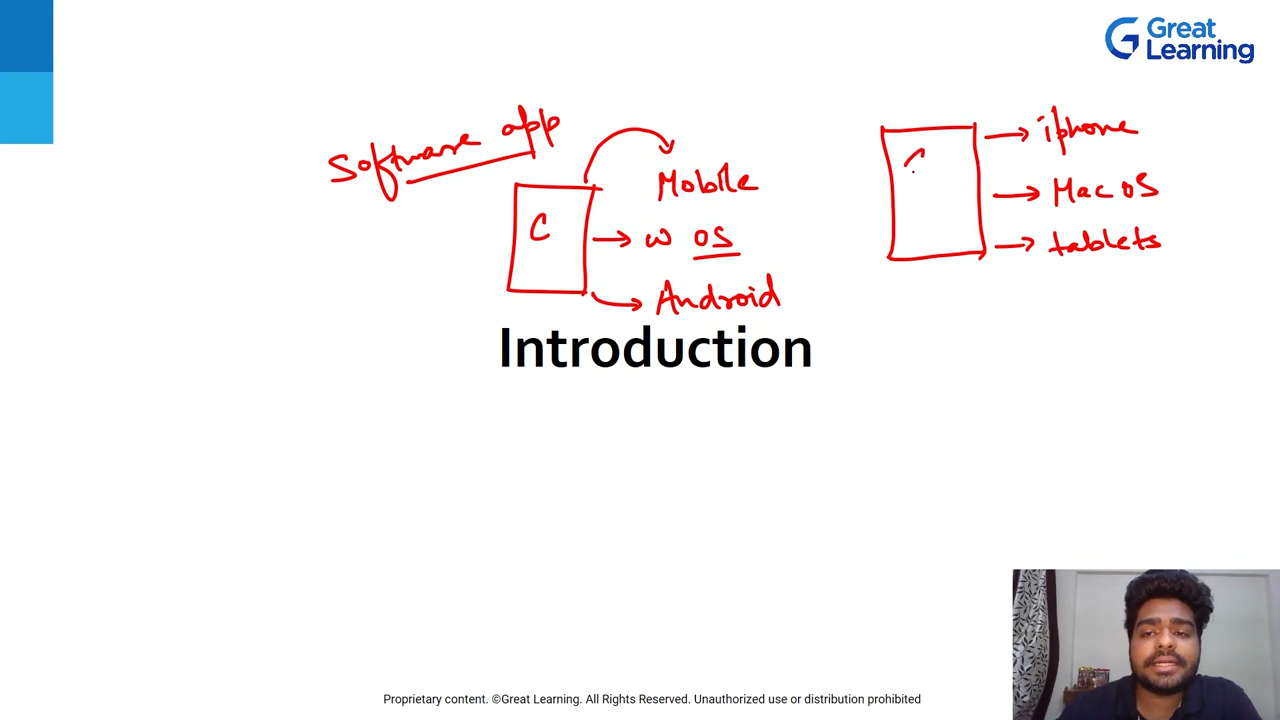 Great
Learning
Software app
Mobile
C
w OS
Android
iphone
Mac OS
tablets
Introduction
Proprietary content. ©Great Learning. All Rights Reserved. Unauthorized use or distribution prohibited